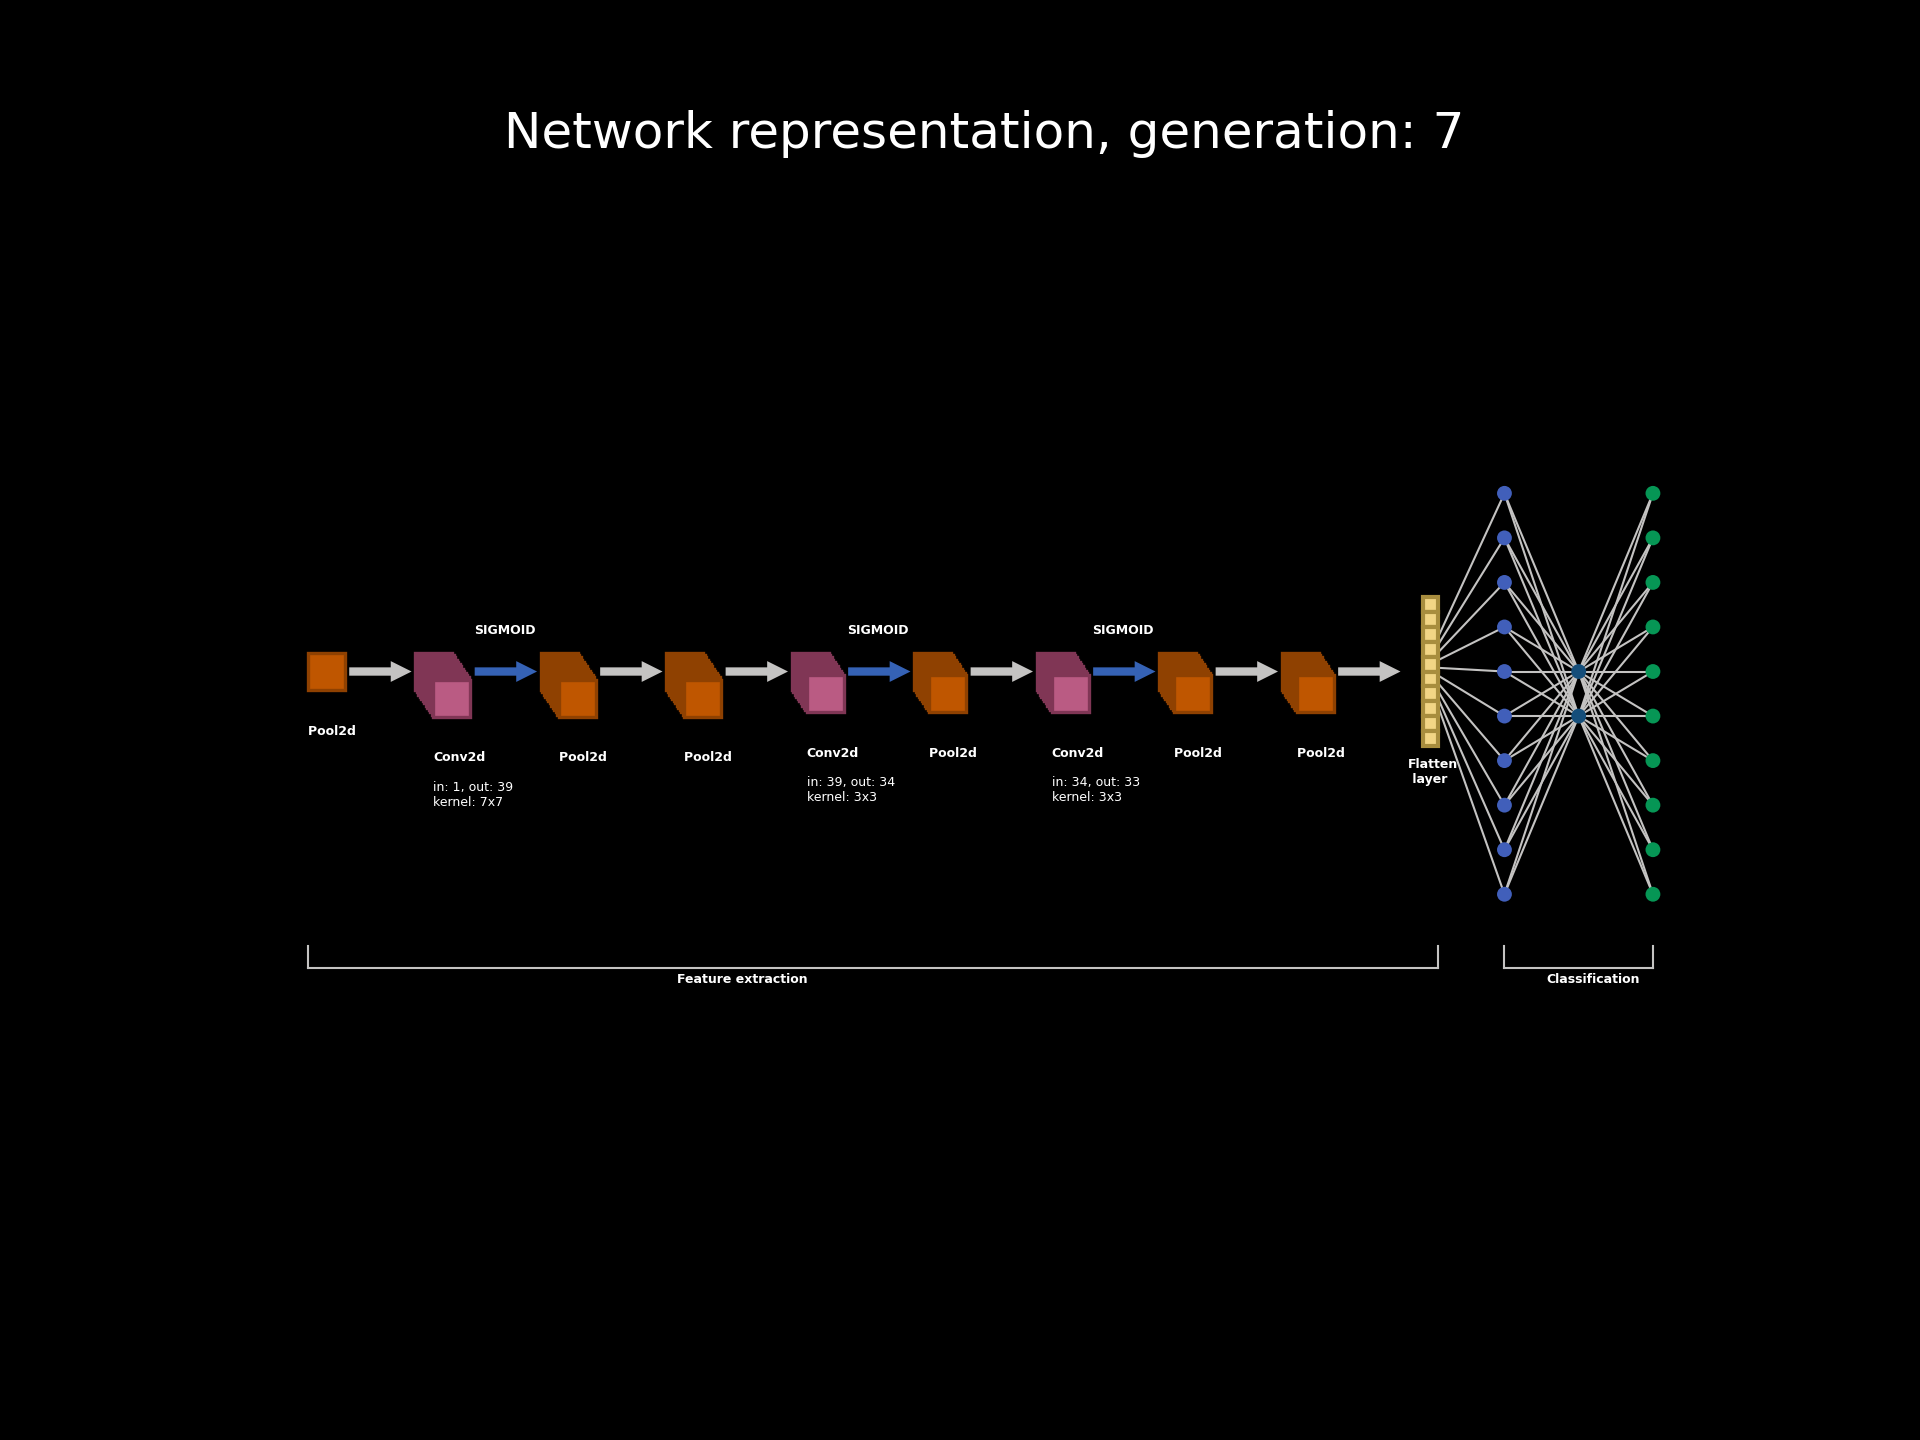 Network representation, generation: 7
SIGMOID
SIGMOID
SIGMOID
Pool2d
Conv2d
in: 1, out: 39
kernel: 7x7
Pool2d
Pool2d
Conv2d
in: 39, out: 34
kernel: 3x3
Pool2d
Conv2d
in: 34, out: 33
kernel: 3x3
Pool2d
Pool2d
Flatten
layer
Feature extraction
Classification